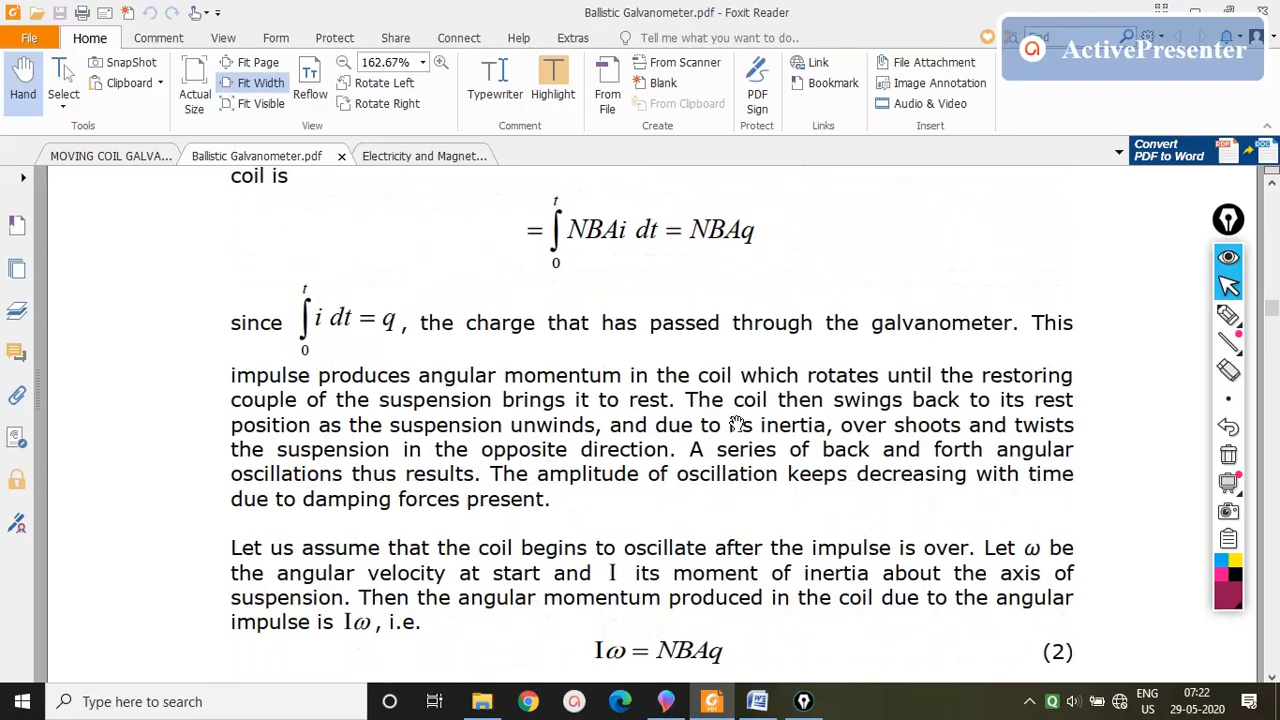 Ballistic Galvanometer.pdf - Foxit Reader
File Home Comment View Form Protect Share Connect Help Extras Tell me what you want to do...
ActivePresenter
Hand
Select
SnapShot
Clipboard
Tools
Actual Size
Fit Page
Fit Width
Fit Visible
Reflow
162.67%
Rotate Left
Rotate Right
View
Typewriter
Highlight
Comment
From File
From Scanner
Blank
From Clipboard
Create
PDF Sign
Protect
Link
Bookmark
Links
File Attachment
Image Annotation
Audio & Video
Insert
MOVING COIL GALVA... Ballistic Galvanometer.pdf Electricity and Magnet...
Convert
PDF to Word
coil is
= ∫₀ᵗ NBAi dt = NBAq
since ∫₀ᵗ i dt = q, the charge that has passed through the galvanometer. This
impulse produces angular momentum in the coil which rotates until the restoring
couple of the suspension brings it to rest. The coil then swings back to its rest
position as the suspension unwinds, and due to its inertia, over shoots and twists
the suspension in the opposite direction. A series of back and forth angular
oscillations thus results. The amplitude of oscillation keeps decreasing with time
due to damping forces present.
Let us assume that the coil begins to oscillate after the impulse is over. Let ω be
the angular velocity at start and I its moment of inertia about the axis of
suspension. Then the angular momentum produced in the coil due to the angular
impulse is Iω, i.e.
Iω = NBAq (2)
Type here to search
ENG
US
07:22
29-05-2020